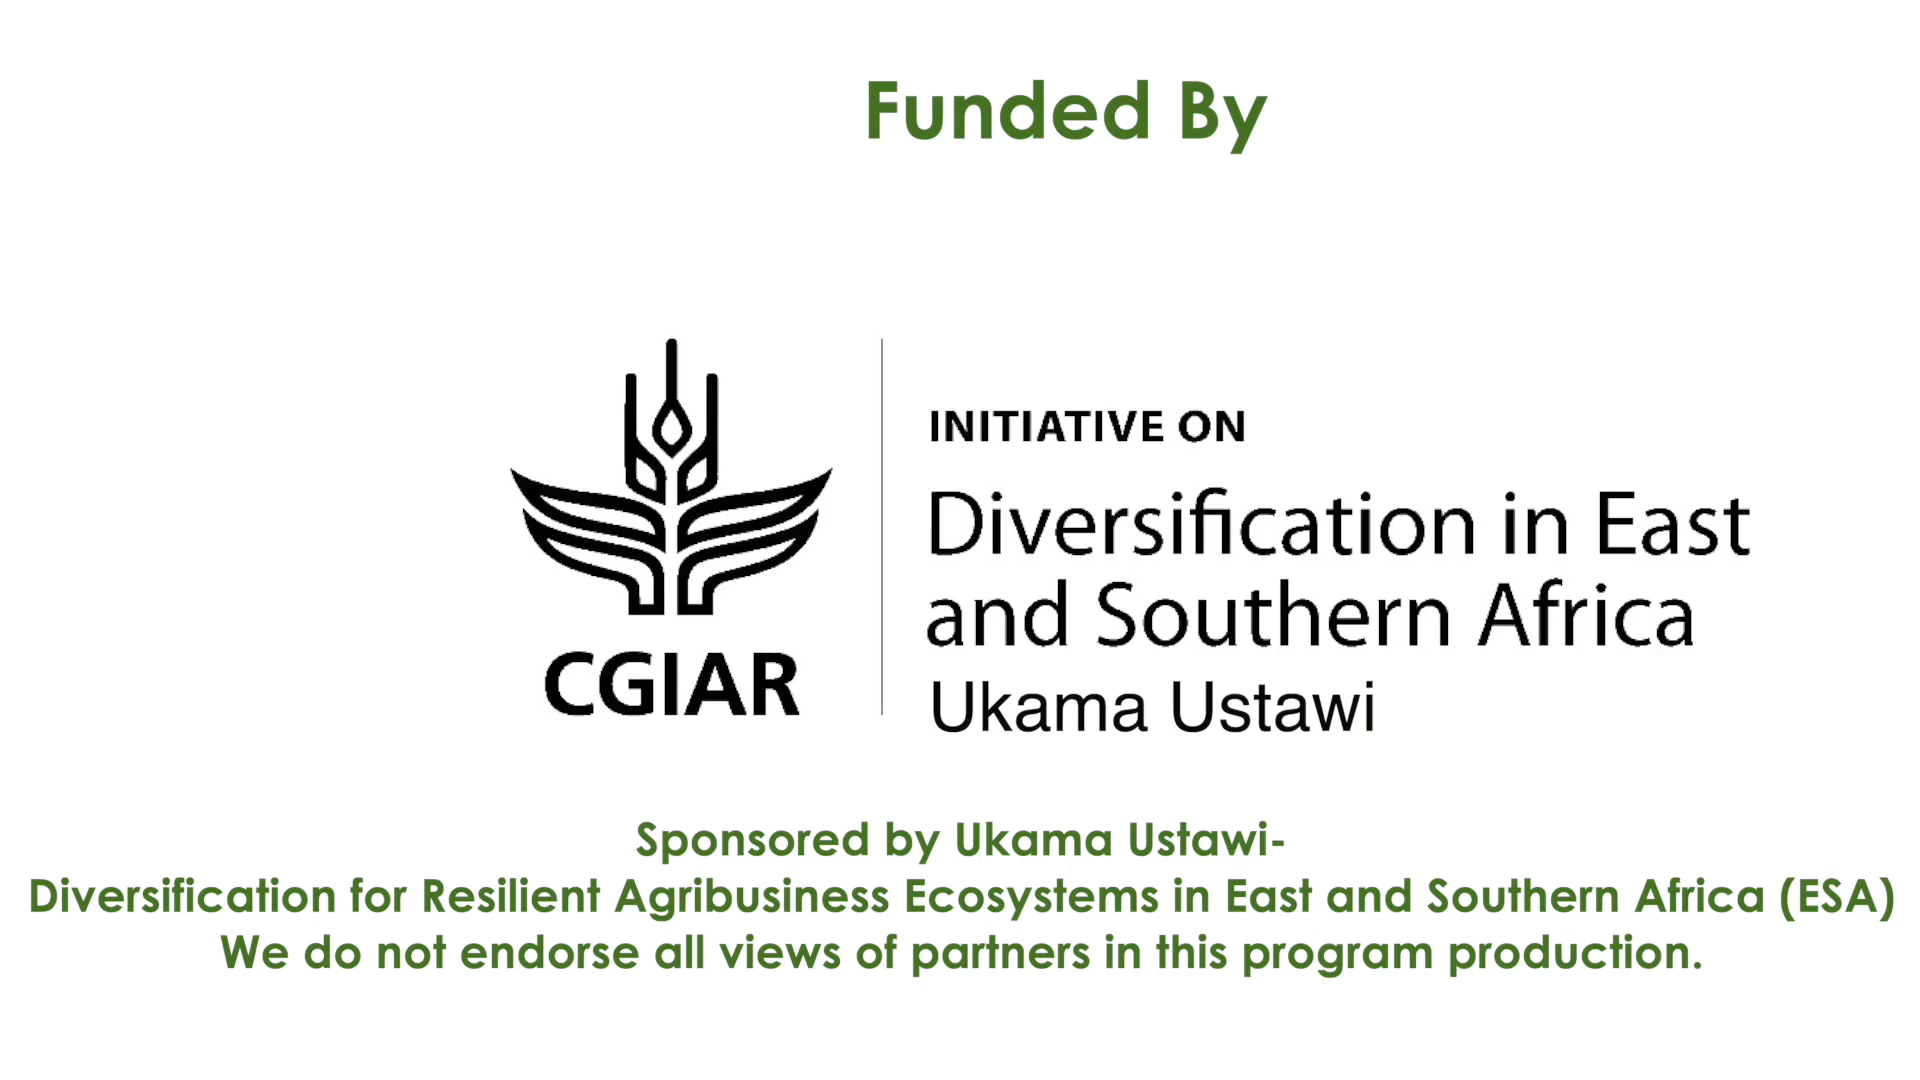 Funded By
INITIATIVE ON
Diversification in East
and Southern Africa
Ukama Ustawi
CGIAR
Sponsored by Ukama Ustawi-
Diversification for Resilient Agribusiness Ecosystems in East and Southern Africa (ESA)
We do not endorse all views of partners in this program production.